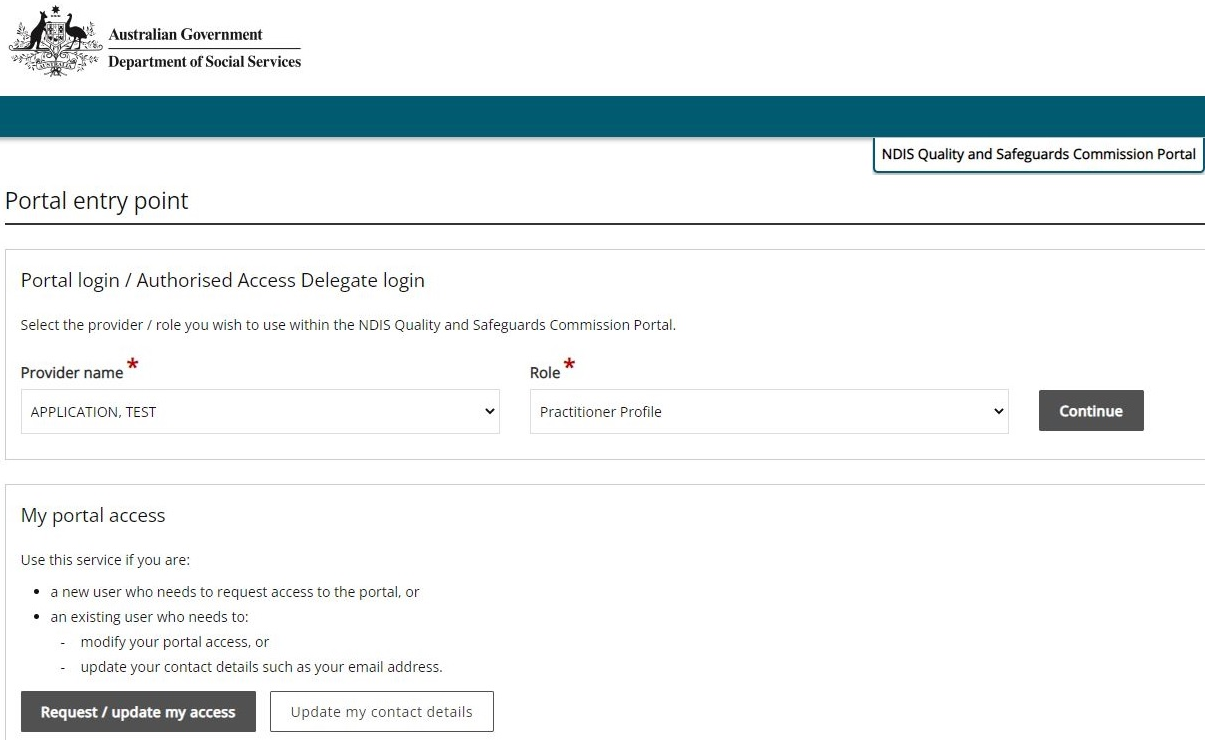 Australian Government
Department of Social Services
NDIS Quality and Safeguards Commission Portal
Portal entry point
Portal login / Authorised Access Delegate login
Select the provider / role you wish to use within the NDIS Quality and Safeguards Commission Portal.
Provider name *
Role *
APPLICATION, TEST
Practitioner Profile
Continue
My portal access
Use this service if you are:
• a new user who needs to request access to the portal, or
• an existing user who needs to:
- modify your portal access, or
- update your contact details such as your email address.
Request / update my access
Update my contact details